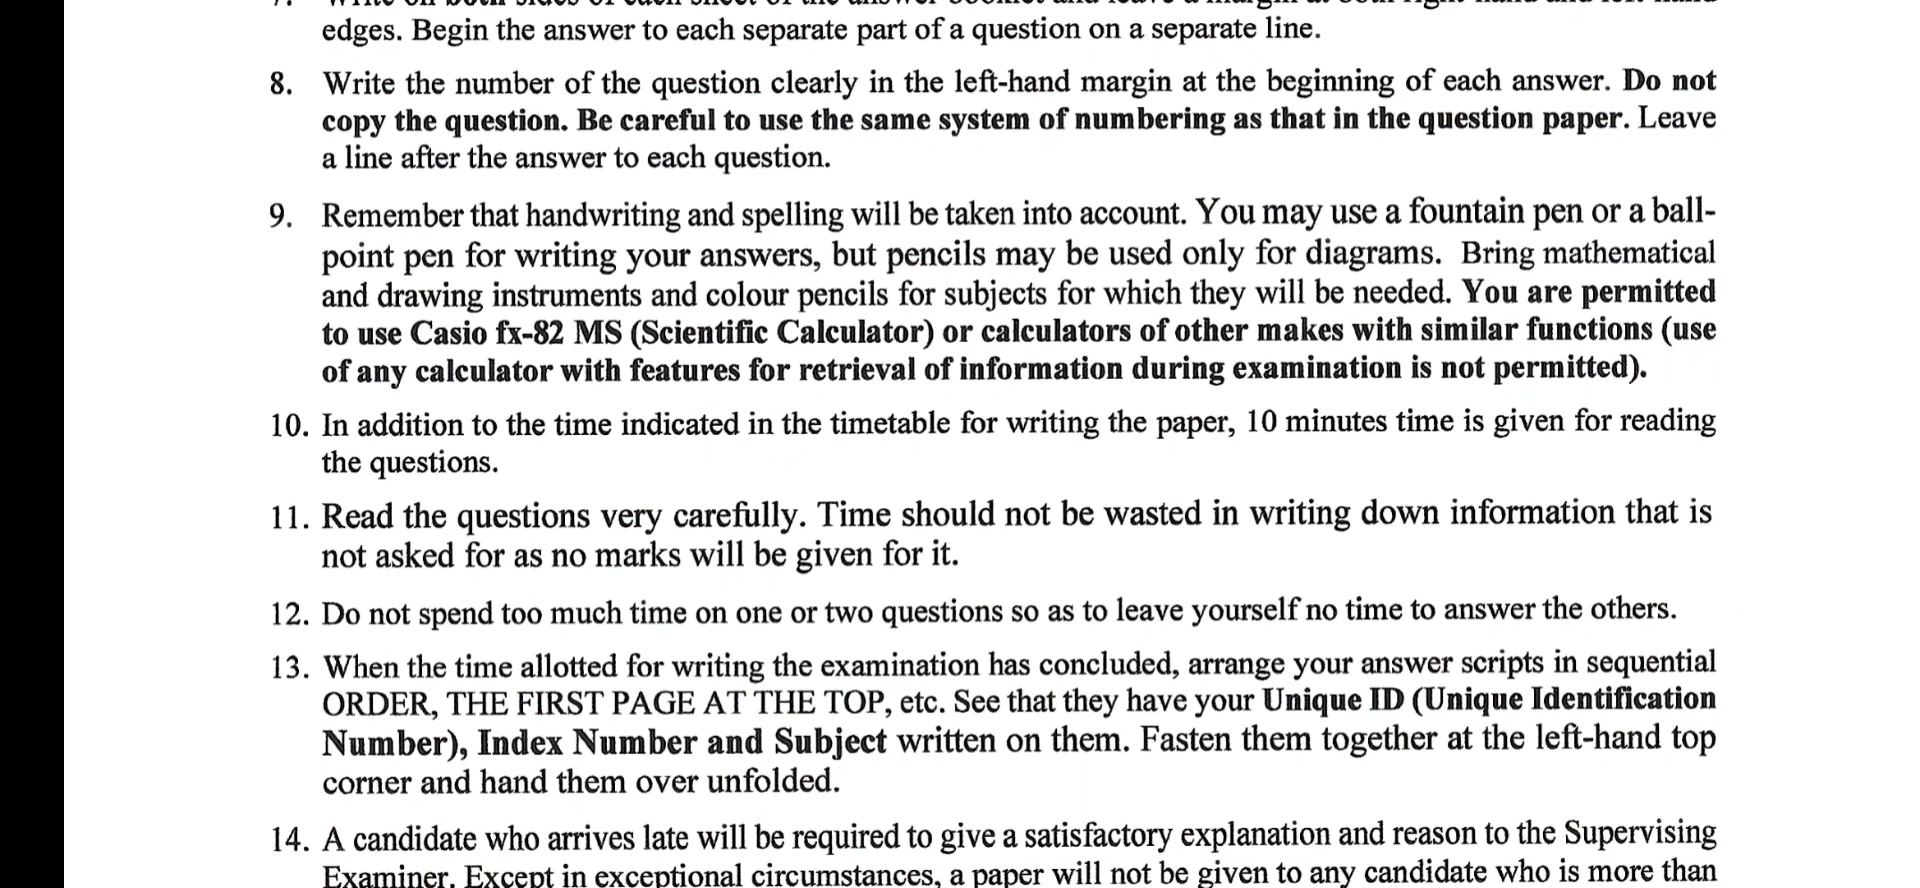 edges. Begin the answer to each separate part of a question on a separate line.
8. Write the number of the question clearly in the left-hand margin at the beginning of each answer. Do not
copy the question. Be careful to use the same system of numbering as that in the question paper. Leave
a line after the answer to each question.
9. Remember that handwriting and spelling will be taken into account. You may use a fountain pen or a ball-
point pen for writing your answers, but pencils may be used only for diagrams. Bring mathematical
and drawing instruments and colour pencils for subjects for which they will be needed. You are permitted
to use Casio fx-82 MS (Scientific Calculator) or calculators of other makes with similar functions (use
of any calculator with features for retrieval of information during examination is not permitted).
10. In addition to the time indicated in the timetable for writing the paper, 10 minutes time is given for reading
the questions.
11. Read the questions very carefully. Time should not be wasted in writing down information that is
not asked for as no marks will be given for it.
12. Do not spend too much time on one or two questions so as to leave yourself no time to answer the others.
13. When the time allotted for writing the examination has concluded, arrange your answer scripts in sequential
ORDER, THE FIRST PAGE AT THE TOP, etc. See that they have your Unique ID (Unique Identification
Number), Index Number and Subject written on them. Fasten them together at the left-hand top
corner and hand them over unfolded.
14. A candidate who arrives late will be required to give a satisfactory explanation and reason to the Supervising
Examiner. Except in exceptional circumstances, a paper will not be given to any candidate who is more than